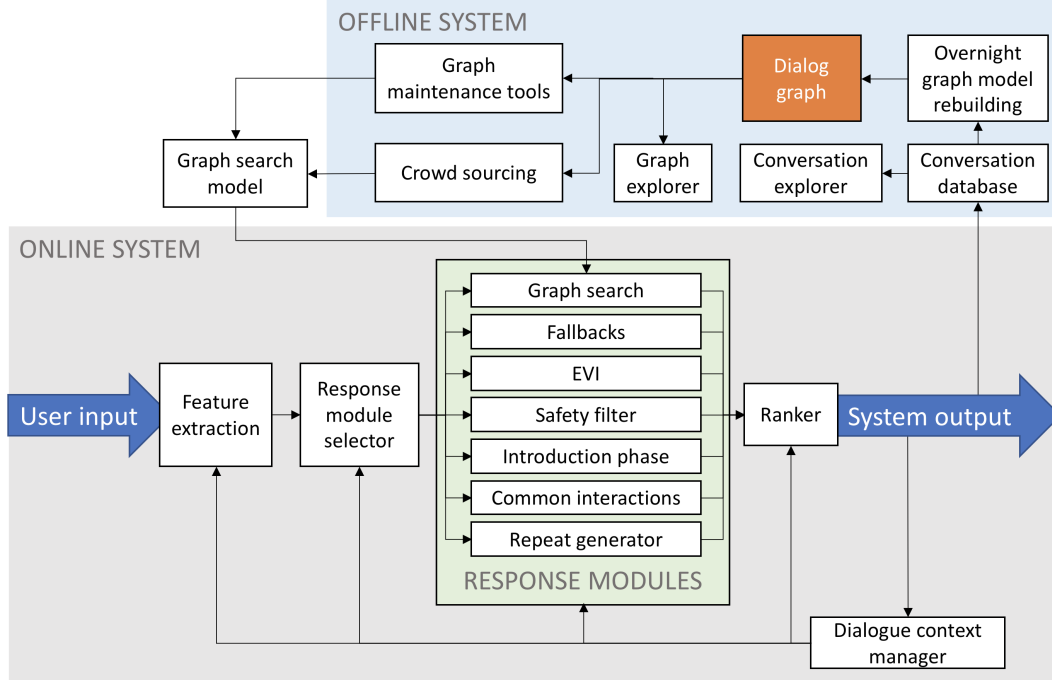 OFFLINE SYSTEM
Graph
maintenance tools
Dialog
graph
Overnight
graph model
rebuilding
Graph search
model
Crowd sourcing
Graph
explorer
Conversation
explorer
Conversation
database
ONLINE SYSTEM
User input
Feature
extraction
Response
module
selector
Graph search
Fallbacks
EVI
Safety filter
Introduction phase
Common interactions
Repeat generator
RESPONSE MODULES
Ranker
System output
Dialogue context
manager